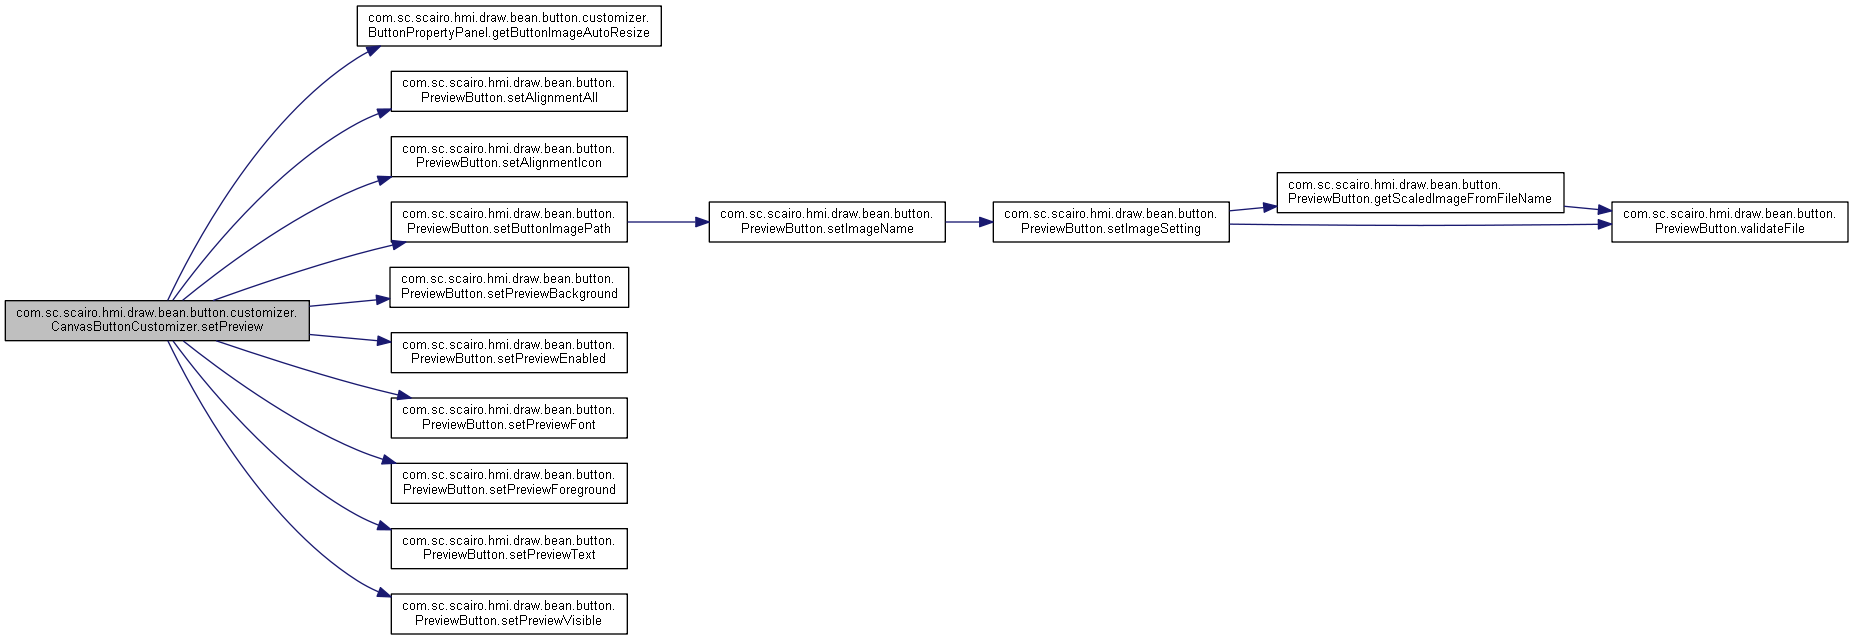 com.sc.scairo.hmi.draw.bean.button.customizer.
ButtonPropertyPanel.getButtonImageAutoResize
com.sc.scairo.hmi.draw.bean.button.
PreviewButton.setAlignmentAll
com.sc.scairo.hmi.draw.bean.button.
PreviewButton.setAlignmentIcon
com.sc.scairo.hmi.draw.bean.button.
PreviewButton.setButtonImagePath
com.sc.scairo.hmi.draw.bean.button.
PreviewButton.setImageName
com.sc.scairo.hmi.draw.bean.button.
PreviewButton.setImageSetting
com.sc.scairo.hmi.draw.bean.button.
PreviewButton.getScaledImageFromFileName
com.sc.scairo.hmi.draw.bean.button.
PreviewButton.validateFile
com.sc.scairo.hmi.draw.bean.button.
PreviewButton.setPreviewBackground
com.sc.scairo.hmi.draw.bean.button.customizer.
CanvasButtonCustomizer.setPreview
com.sc.scairo.hmi.draw.bean.button.
PreviewButton.setPreviewEnabled
com.sc.scairo.hmi.draw.bean.button.
PreviewButton.setPreviewFont
com.sc.scairo.hmi.draw.bean.button.
PreviewButton.setPreviewForeground
com.sc.scairo.hmi.draw.bean.button.
PreviewButton.setPreviewText
com.sc.scairo.hmi.draw.bean.button.
PreviewButton.setPreviewVisible